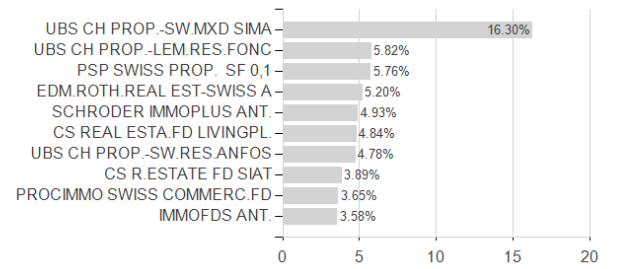 UBS CH PROP.-SW.MXD SIMA 16.30%
UBS CH PROP.-LEM.RES.FONC 5.82%
PSP SWISS PROP. SF 0,1 5.76%
EDM.ROTH.REAL EST-SWISS A 5.20%
SCHRODER IMMOPLUS ANT. 4.93%
CS REAL ESTA.FD LIVINGPL. 4.84%
UBS CH PROP.-SW.RES.ANFOS 4.78%
CS R.ESTATE FD SIAT 3.89%
PROCIMMO SWISS COMMERC.FD 3.65%
IMMOFDS ANT. 3.58%
0 5 10 15 20